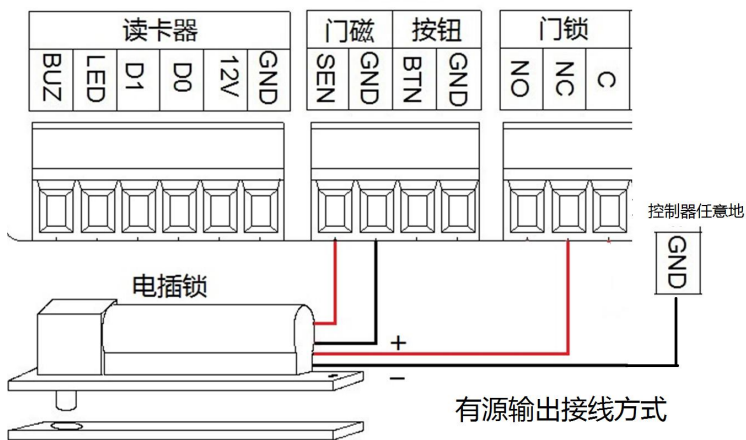 读卡器 门磁 按钮 门锁
BUZ LED D1 D0 12V GND SEN GND BTN GND NO NC C
控制器任意地
GND
电插锁
+
−
有源输出接线方式